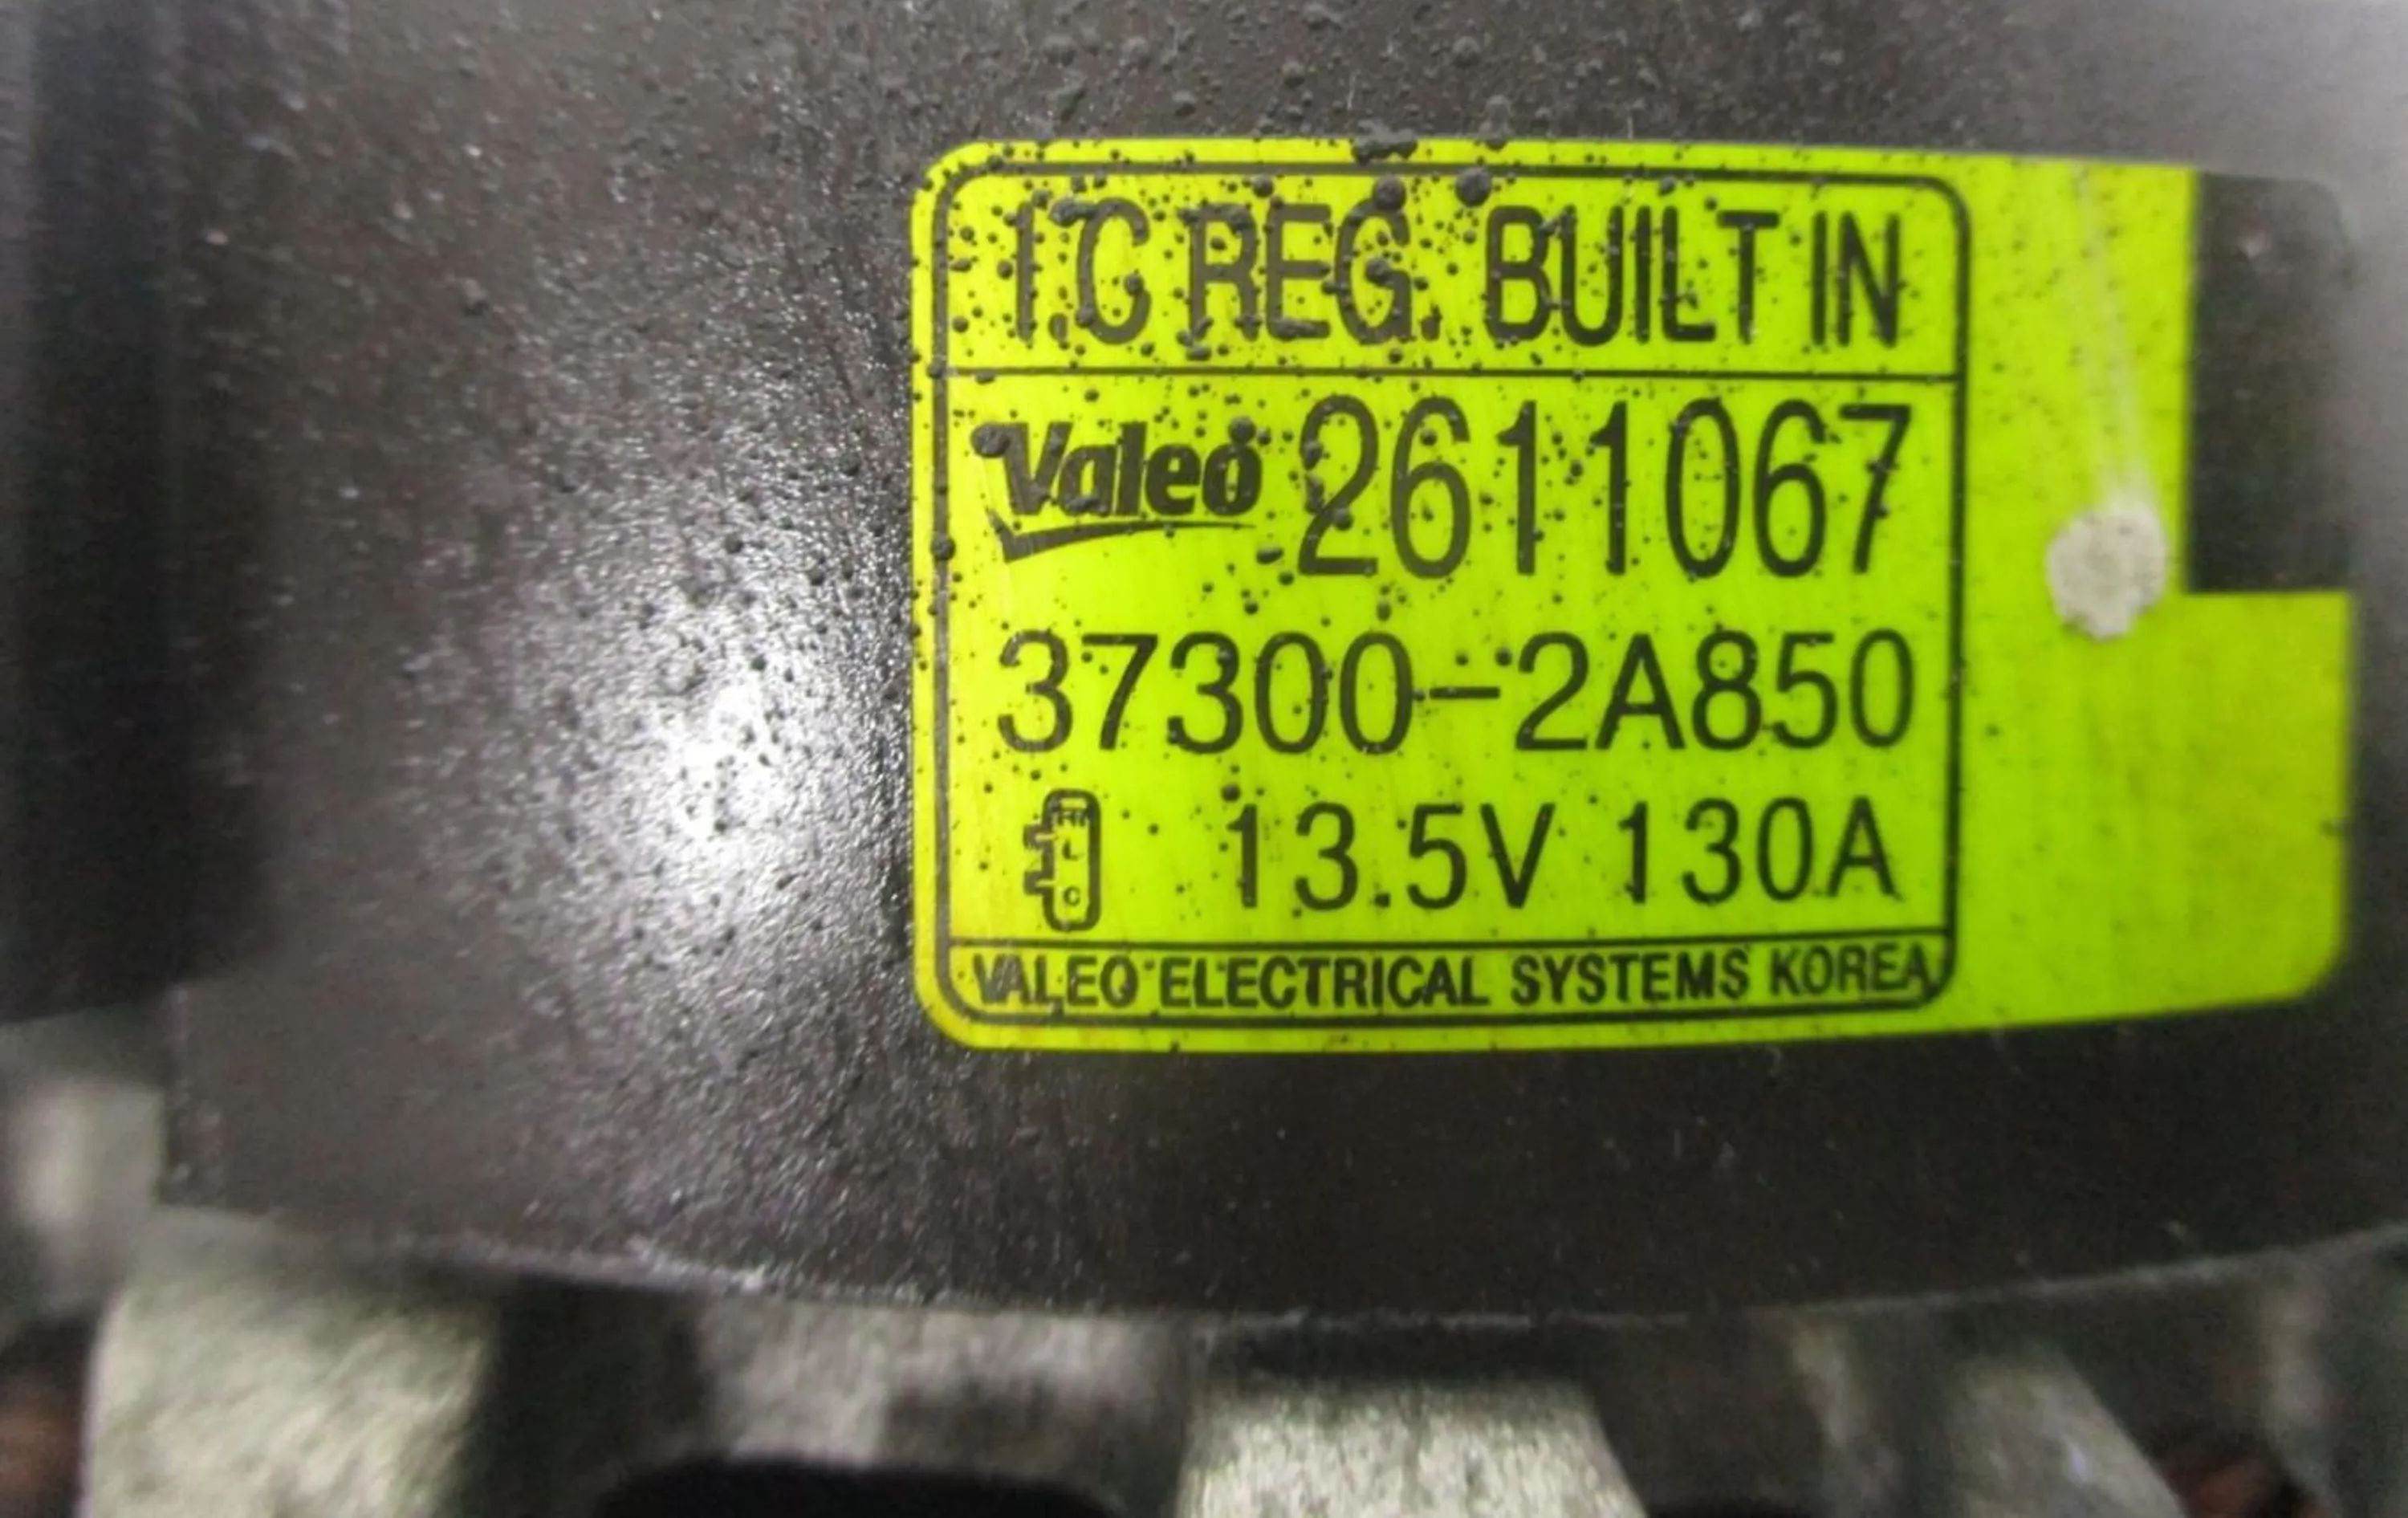 I.C REG. BUILT IN
Valeo 2611067
37300-2A850
L
C
13.5V 130A
VALEO ELECTRICAL SYSTEMS KOREA